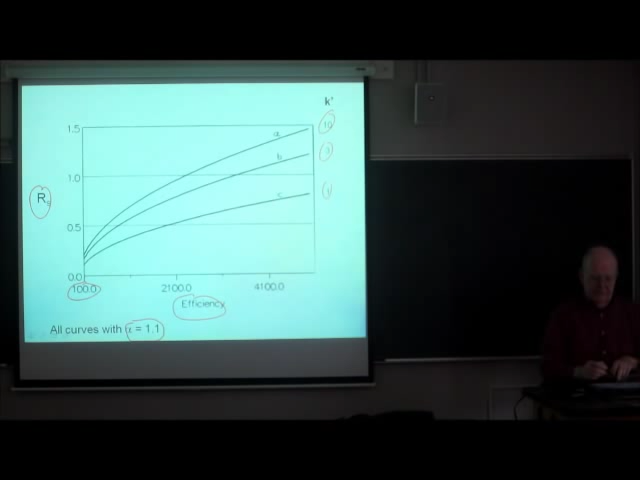 k'
1.5
a
10
b
3
1.0
c
1
Rs
0.5
0.0
100.0 2100.0 4100.0
Efficiency
All curves with α = 1.1